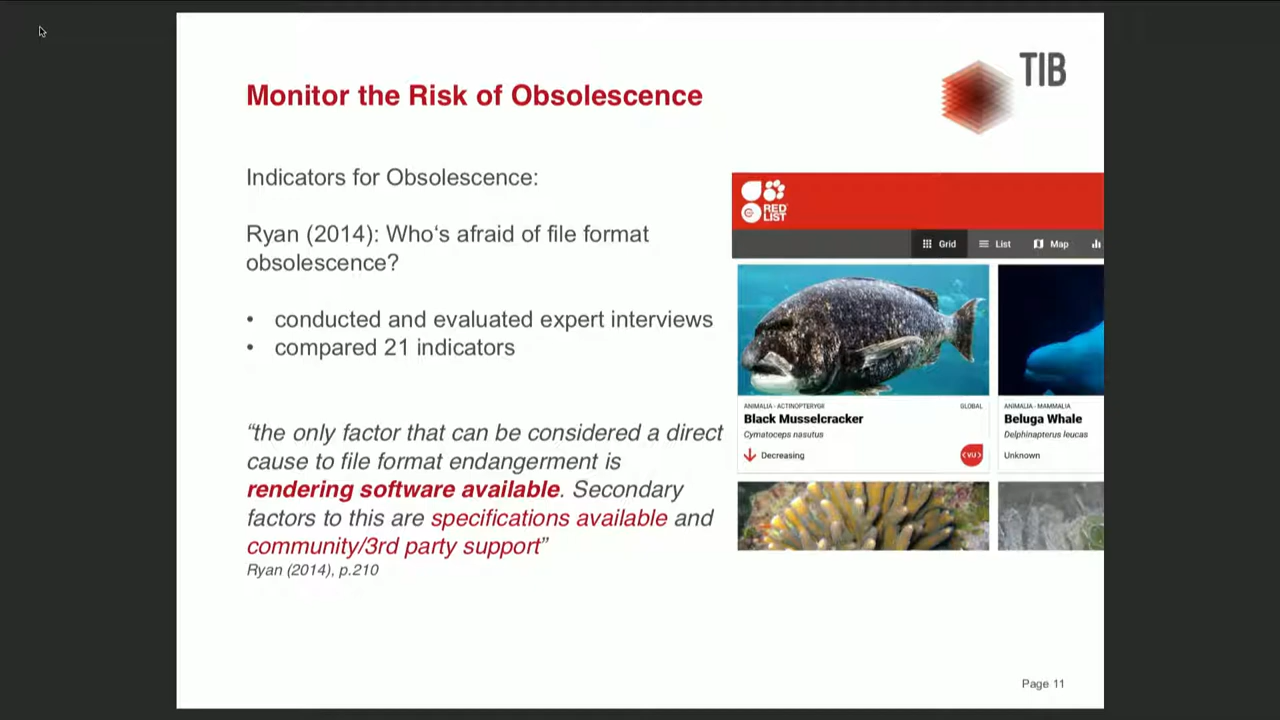 TIB
Monitor the Risk of Obsolescence
Indicators for Obsolescence:
Ryan (2014): Who‘s afraid of file format
obsolescence?
• conducted and evaluated expert interviews
• compared 21 indicators
“the only factor that can be considered a direct
cause to file format endangerment is
rendering software available. Secondary
factors to this are specifications available and
community/3rd party support”
Ryan (2014), p.210
RED
LIST
Grid List Map
ANIMALIA - ACTINOPTERYGII GLOBAL
Black Musselcracker
Cymatoceps nasutus
Decreasing
VU
ANIMALIA - MAMMALIA
Beluga Whale
Delphinapterus leucas
Unknown
Page 11